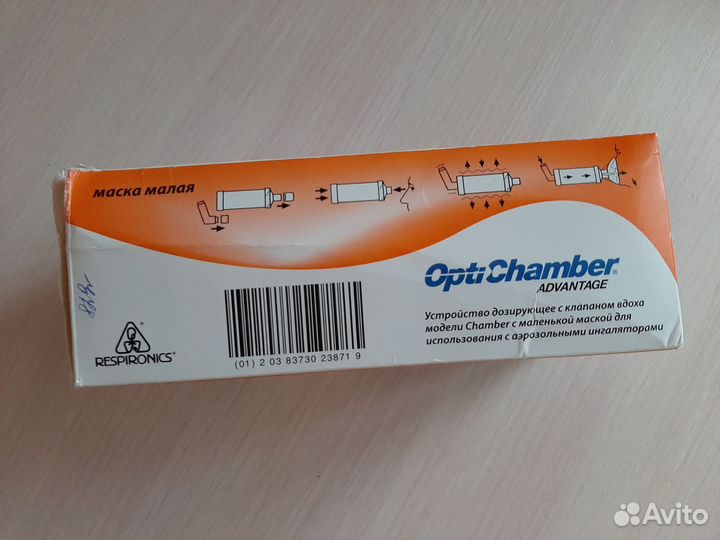 маска малая
OptiChamber®
ADVANTAGE
Устройство дозирующее с клапаном вдоха
модели Chamber с маленькой маской для
использования с аэрозольными ингаляторами
RESPIRONICS®
(01) 2 03 83730 23871 9
Avito